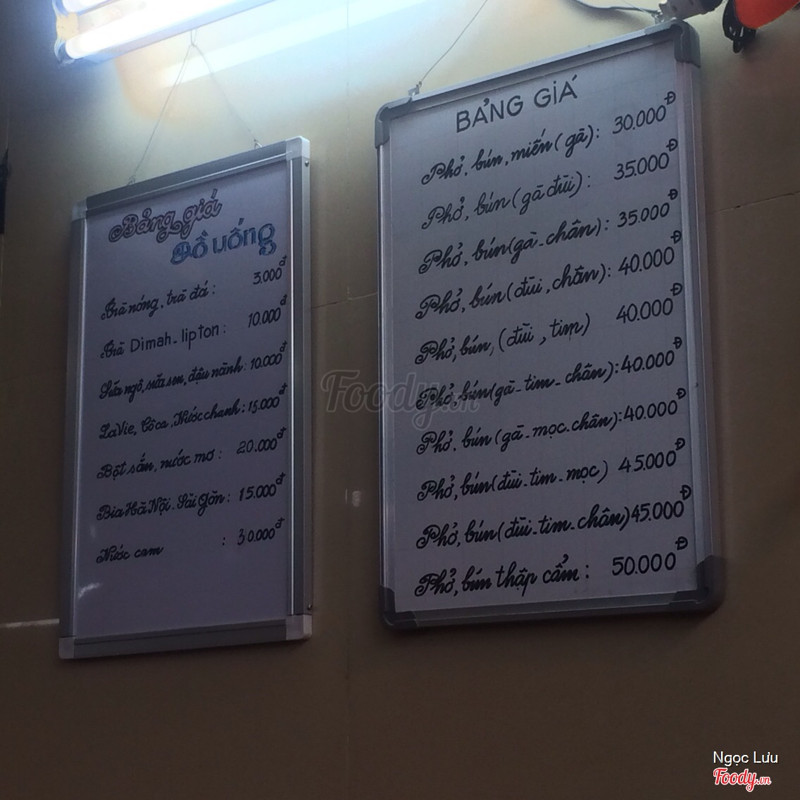 Bảng giá
Đồ uống
Trà nóng, trà đá : 3.000đ
Trà Dimah - lipton : 10.000đ
Sữa ngô, sữa sen, đậu nành : 10.000đ
LaVie, Côca, Nước chanh : 15.000đ
Bột sắn, nước mơ : 20.000đ
Bia Hà Nội - Sài gòn : 15.000đ
Nước cam : 30.000đ
BẢNG GIÁ
Phở, bún, miến (gà) : 30.000Đ
Phở, bún (gà đùi) : 35.000Đ
Phở, bún (gà - chân) : 35.000Đ
Phở, bún (đùi, chân) : 40.000Đ
Phở, bún, (đùi, tim) 40.000Đ
Phở, bún (gà - tim - chân) : 40.000Đ
Phở, bún (gà - mọc - chân) : 40.000Đ
Phở, bún (đùi - tim - mọc) 45.000Đ
Phở, bún (đùi - tim - chân) 45.000Đ
Phở, bún thập cẩm : 50.000Đ
Foody.vn
Ngọc Lưu
Foody.vn